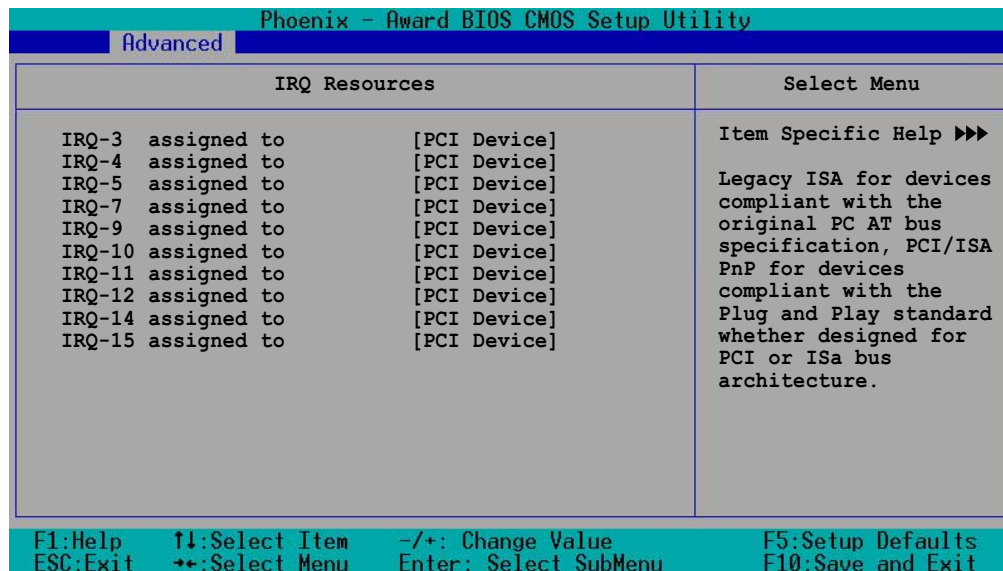 Phoenix - Award BIOS CMOS Setup Utility
Advanced
IRQ Resources
Select Menu
IRQ-3 assigned to [PCI Device]
IRQ-4 assigned to [PCI Device]
IRQ-5 assigned to [PCI Device]
IRQ-7 assigned to [PCI Device]
IRQ-9 assigned to [PCI Device]
IRQ-10 assigned to [PCI Device]
IRQ-11 assigned to [PCI Device]
IRQ-12 assigned to [PCI Device]
IRQ-14 assigned to [PCI Device]
IRQ-15 assigned to [PCI Device]
Item Specific Help ▶▶▶
Legacy ISA for devices
compliant with the
original PC AT bus
specification, PCI/ISA
PnP for devices
compliant with the
Plug and Play standard
whether designed for
PCI or ISa bus
architecture.
F1:Help ↑↓:Select Item -/+: Change Value F5:Setup Defaults
ESC:Exit →←:Select Menu Enter: Select SubMenu F10:Save and Exit